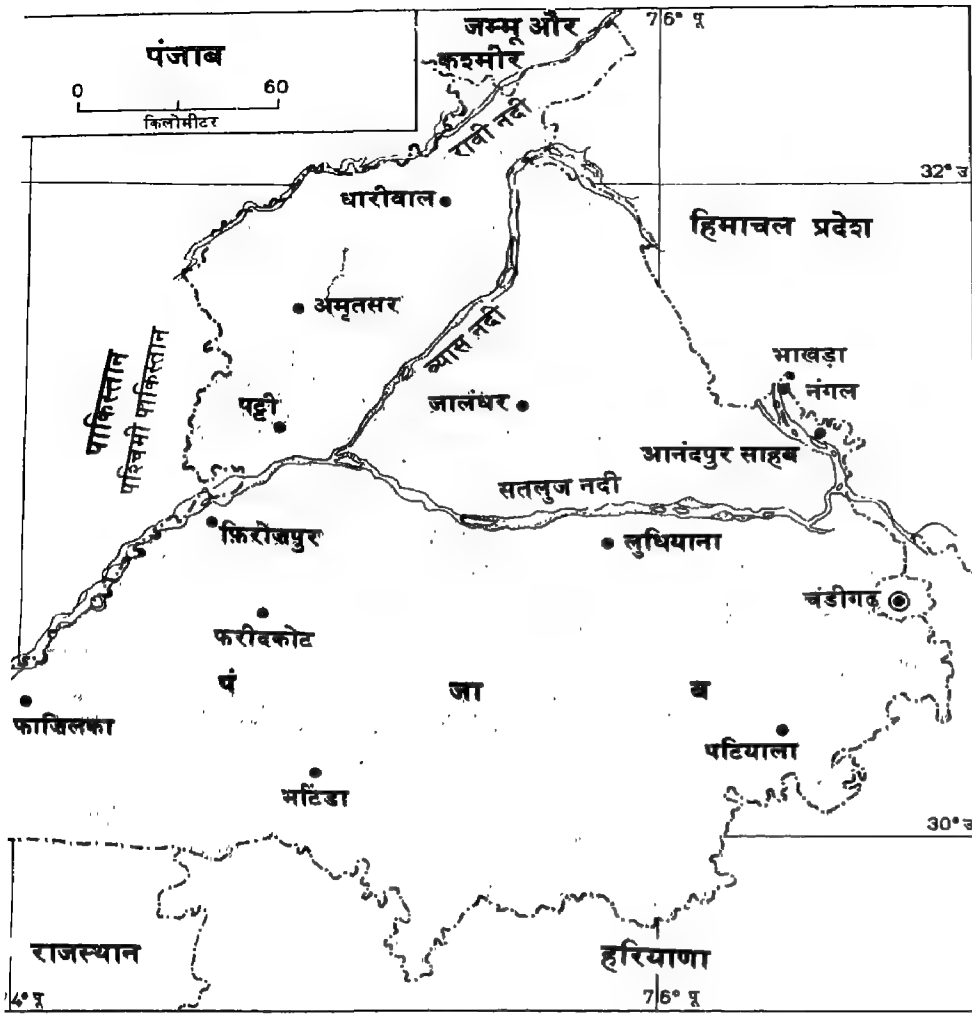 पंजाब
0 60
किलोमीटर
जम्मू और
कश्मीर
76° पू
रावी नदी
32° उ
धारीवाल
हिमाचल प्रदेश
अमृतसर
व्यास नदी
पाकिस्तान
पश्चिमी पाकिस्तान
भाखड़ा
नंगल
पट्टी
जालंधर
आनंदपुर साहब
सतलुज नदी
फ़िरोज़पुर
लुधियाना
चंडीगढ़
फरीदकोट
पं जा ब
फाज़िलका
पटियाला
भटिंडा
30° उ
राजस्थान
हरियाणा
4° पू
76° पू